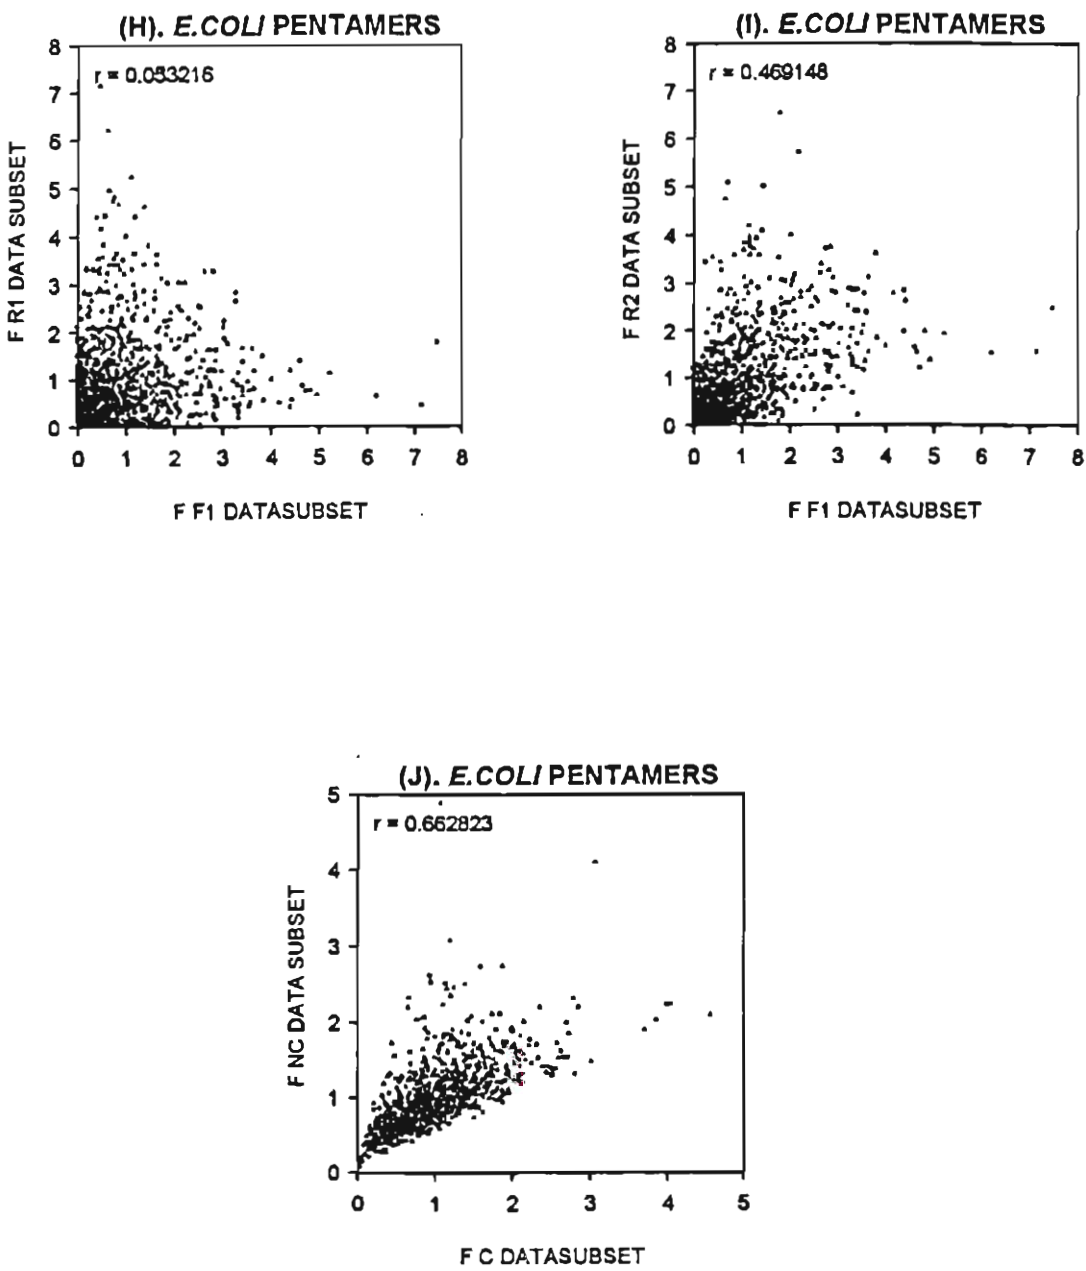 (H). E.COLI PENTAMERS
r = 0.053216
F R1 DATA SUBSET
8
7
6
5
4
3
2
1
0
0 1 2 3 4 5 6 7 8
F F1 DATASUBSET
(I). E.COLI PENTAMERS
r = 0.469148
F R2 DATA SUBSET
8
7
6
5
4
3
2
1
0
0 1 2 3 4 5 6 7 8
F F1 DATASUBSET
(J). E.COLI PENTAMERS
r = 0.662823
F NC DATA SUBSET
5
4
3
2
1
0
0 1 2 3 4 5
F C DATASUBSET